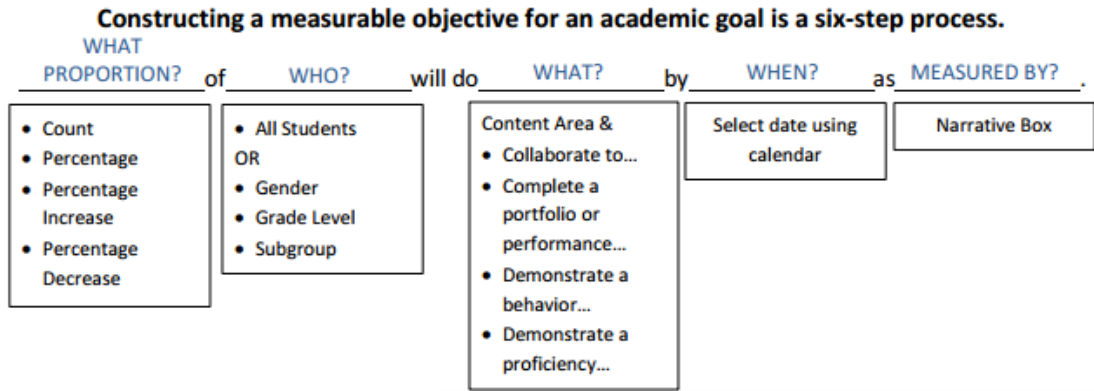 Constructing a measurable objective for an academic goal is a six-step process.
WHAT
PROPORTION? of WHO? will do WHAT? by WHEN? as MEASURED BY? .
• Count
• Percentage
• Percentage
Increase
• Percentage
Decrease
• All Students
OR
• Gender
• Grade Level
• Subgroup
Content Area &
• Collaborate to…
• Complete a
portfolio or
performance…
• Demonstrate a
behavior…
• Demonstrate a
proficiency…
Select date using
calendar
Narrative Box